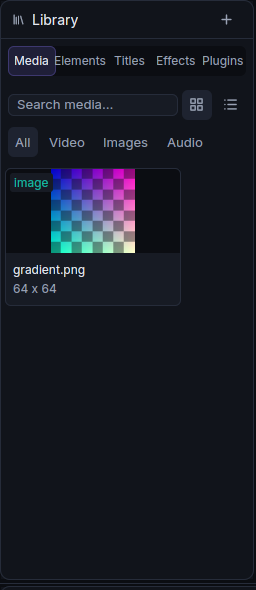 Library
Media Elements Titles Effects Plugins
Search media...
All Video Images Audio
image
gradient.png
64 x 64